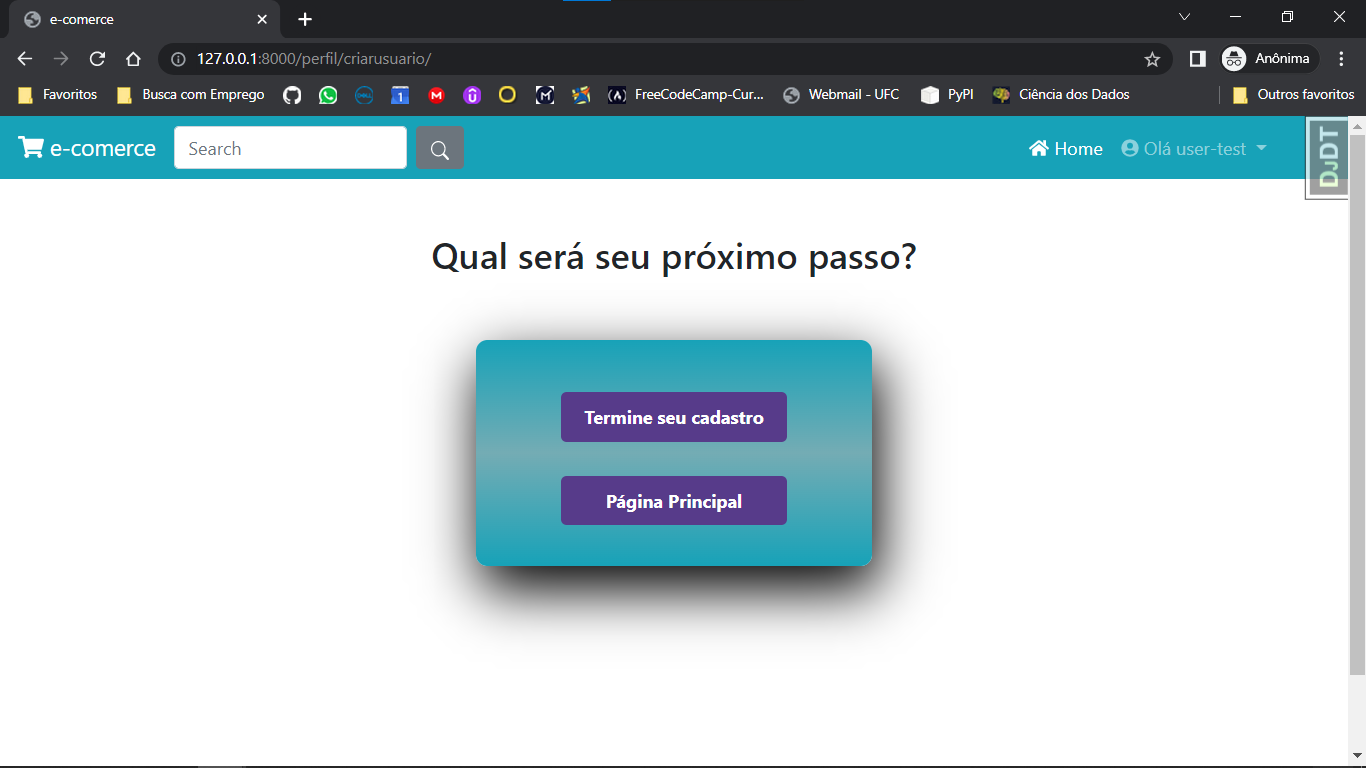 e-comerce
127.0.0.1:8000/perfil/criarusuario/
Anônima
Favoritos
Busca com Emprego
1
FreeCodeCamp-Cur...
Webmail - UFC
PyPI
Ciência dos Dados
Outros favoritos
e-comerce
Search
Home
Olá user-test
DJDT
Qual será seu próximo passo?
Termine seu cadastro
Página Principal